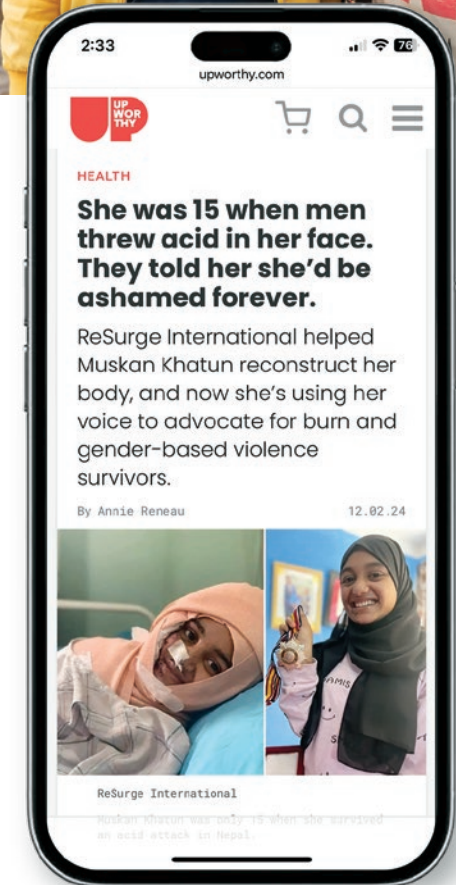 2:33
76
upworthy.com
UP
WOR
THY
HEALTH
She was 15 when men
threw acid in her face.
They told her she’d be
ashamed forever.
ReSurge International helped
Muskan Khatun reconstruct her
body, and now she’s using her
voice to advocate for burn and
gender-based violence
survivors.
By Annie Reneau 12.02.24
ReSurge International
Muskan Khatun was only 15 when she survived
an acid attack in Nepal.